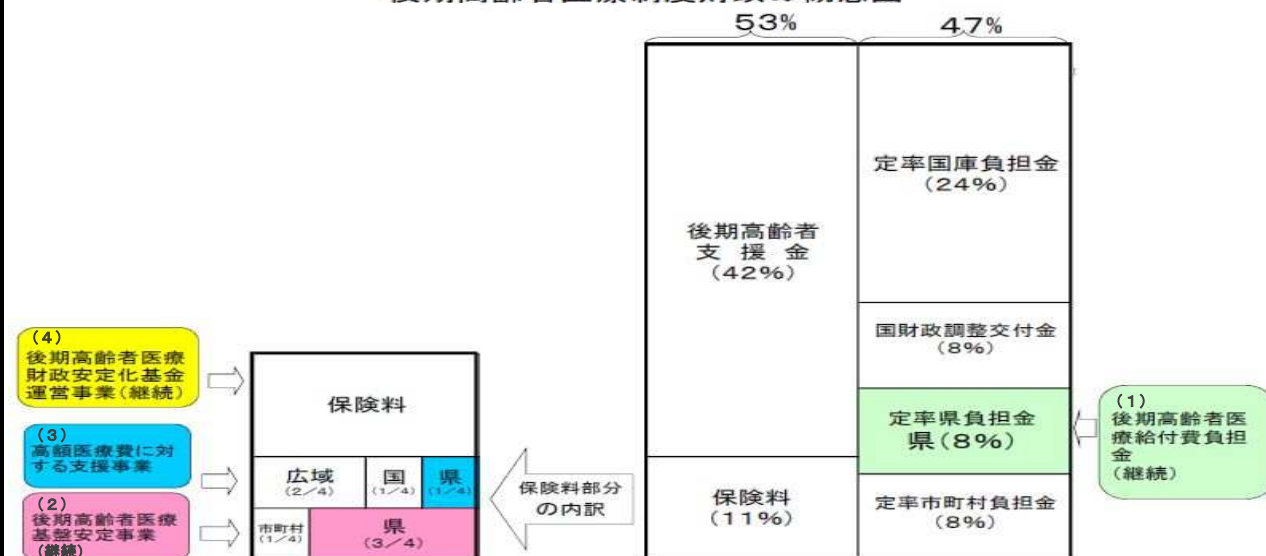 53%
47%
定率国庫負担金
(24%)
後期高齢者
支 援 金
(42%)
国財政調整交付金
(8%)
定率県負担金
県(8%)
定率市町村負担金
(8%)
保険料
(11%)
(1)
後期高齢者医
療給付費負担
金
(継続)
保険料部分
の内訳
(4)
後期高齢者医療
財政安定化基金
運営事業(継続)
保険料
(3)
高額医療費に対
する支援事業
広域
(2/4)
国
(1/4)
県
(1/4)
(2)
後期高齢者医療
基盤安定事業
(継続)
市町村
(1/4)
県
(3/4)